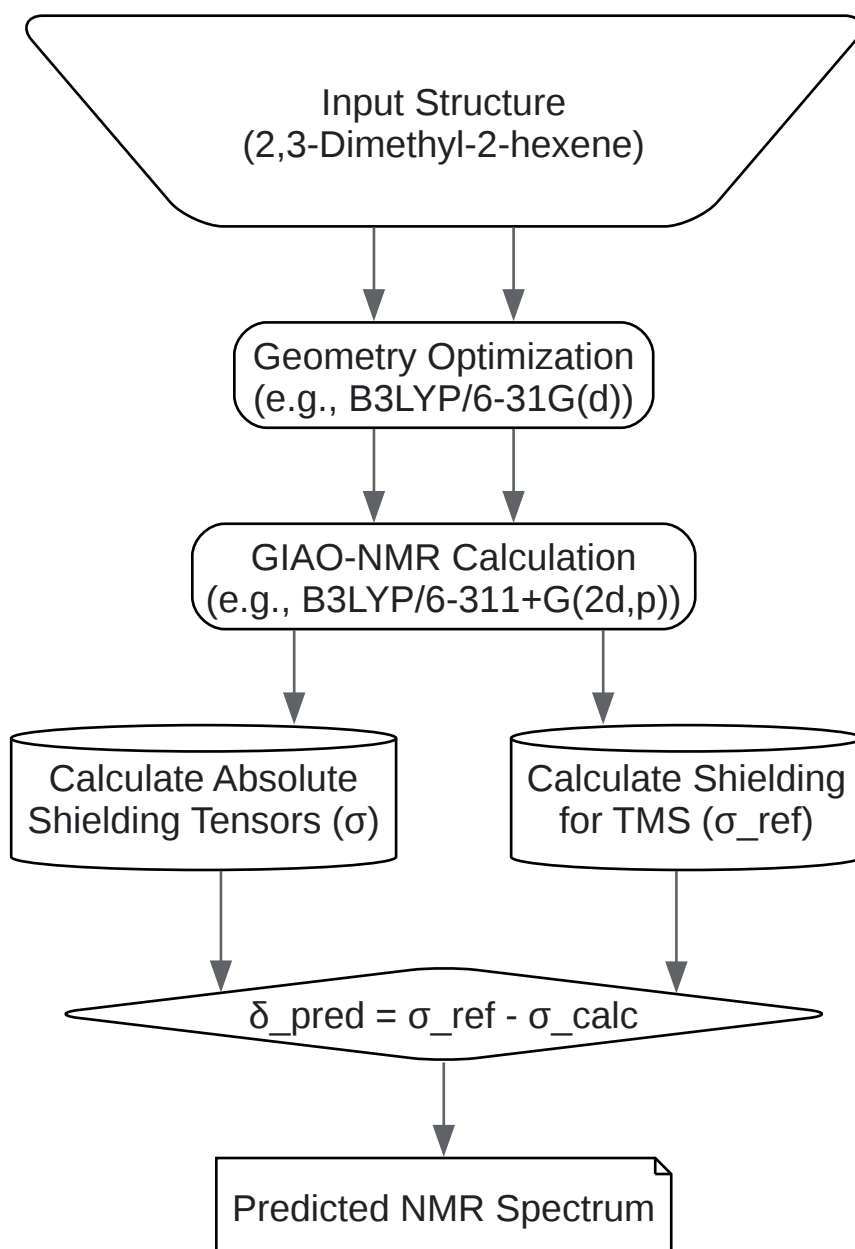 Input Structure
(2,3-Dimethyl-2-hexene)
Geometry Optimization
(e.g., B3LYP/6-31G(d))
GIAO-NMR Calculation
(e.g., B3LYP/6-311+G(2d,p))
Calculate Absolute
Shielding Tensors (σ)
Calculate Shielding
for TMS (σ_ref)
δ_pred = σ_ref - σ_calc
Predicted NMR Spectrum